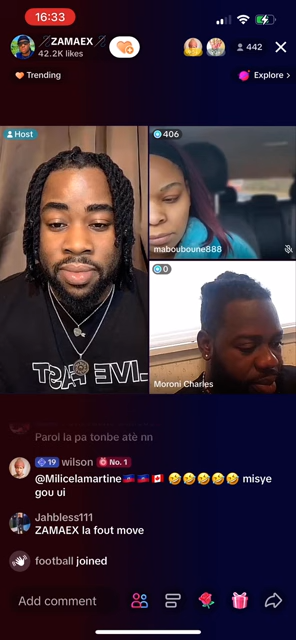 16:33
ZAMAEX
42.2K likes
442
Trending
Explore >
Host
406
mabouboune888
0
Moroni Charles
LIVE FAST
Parol la pa tonbe atè nn
19 wilson No. 1
@Milicelamartine🇭🇹🇭🇹🇨🇦 🤣🤣🤣🤣🤣 misye
gou ui
Jahbless111
ZAMAEX la fout move
football joined
Add comment